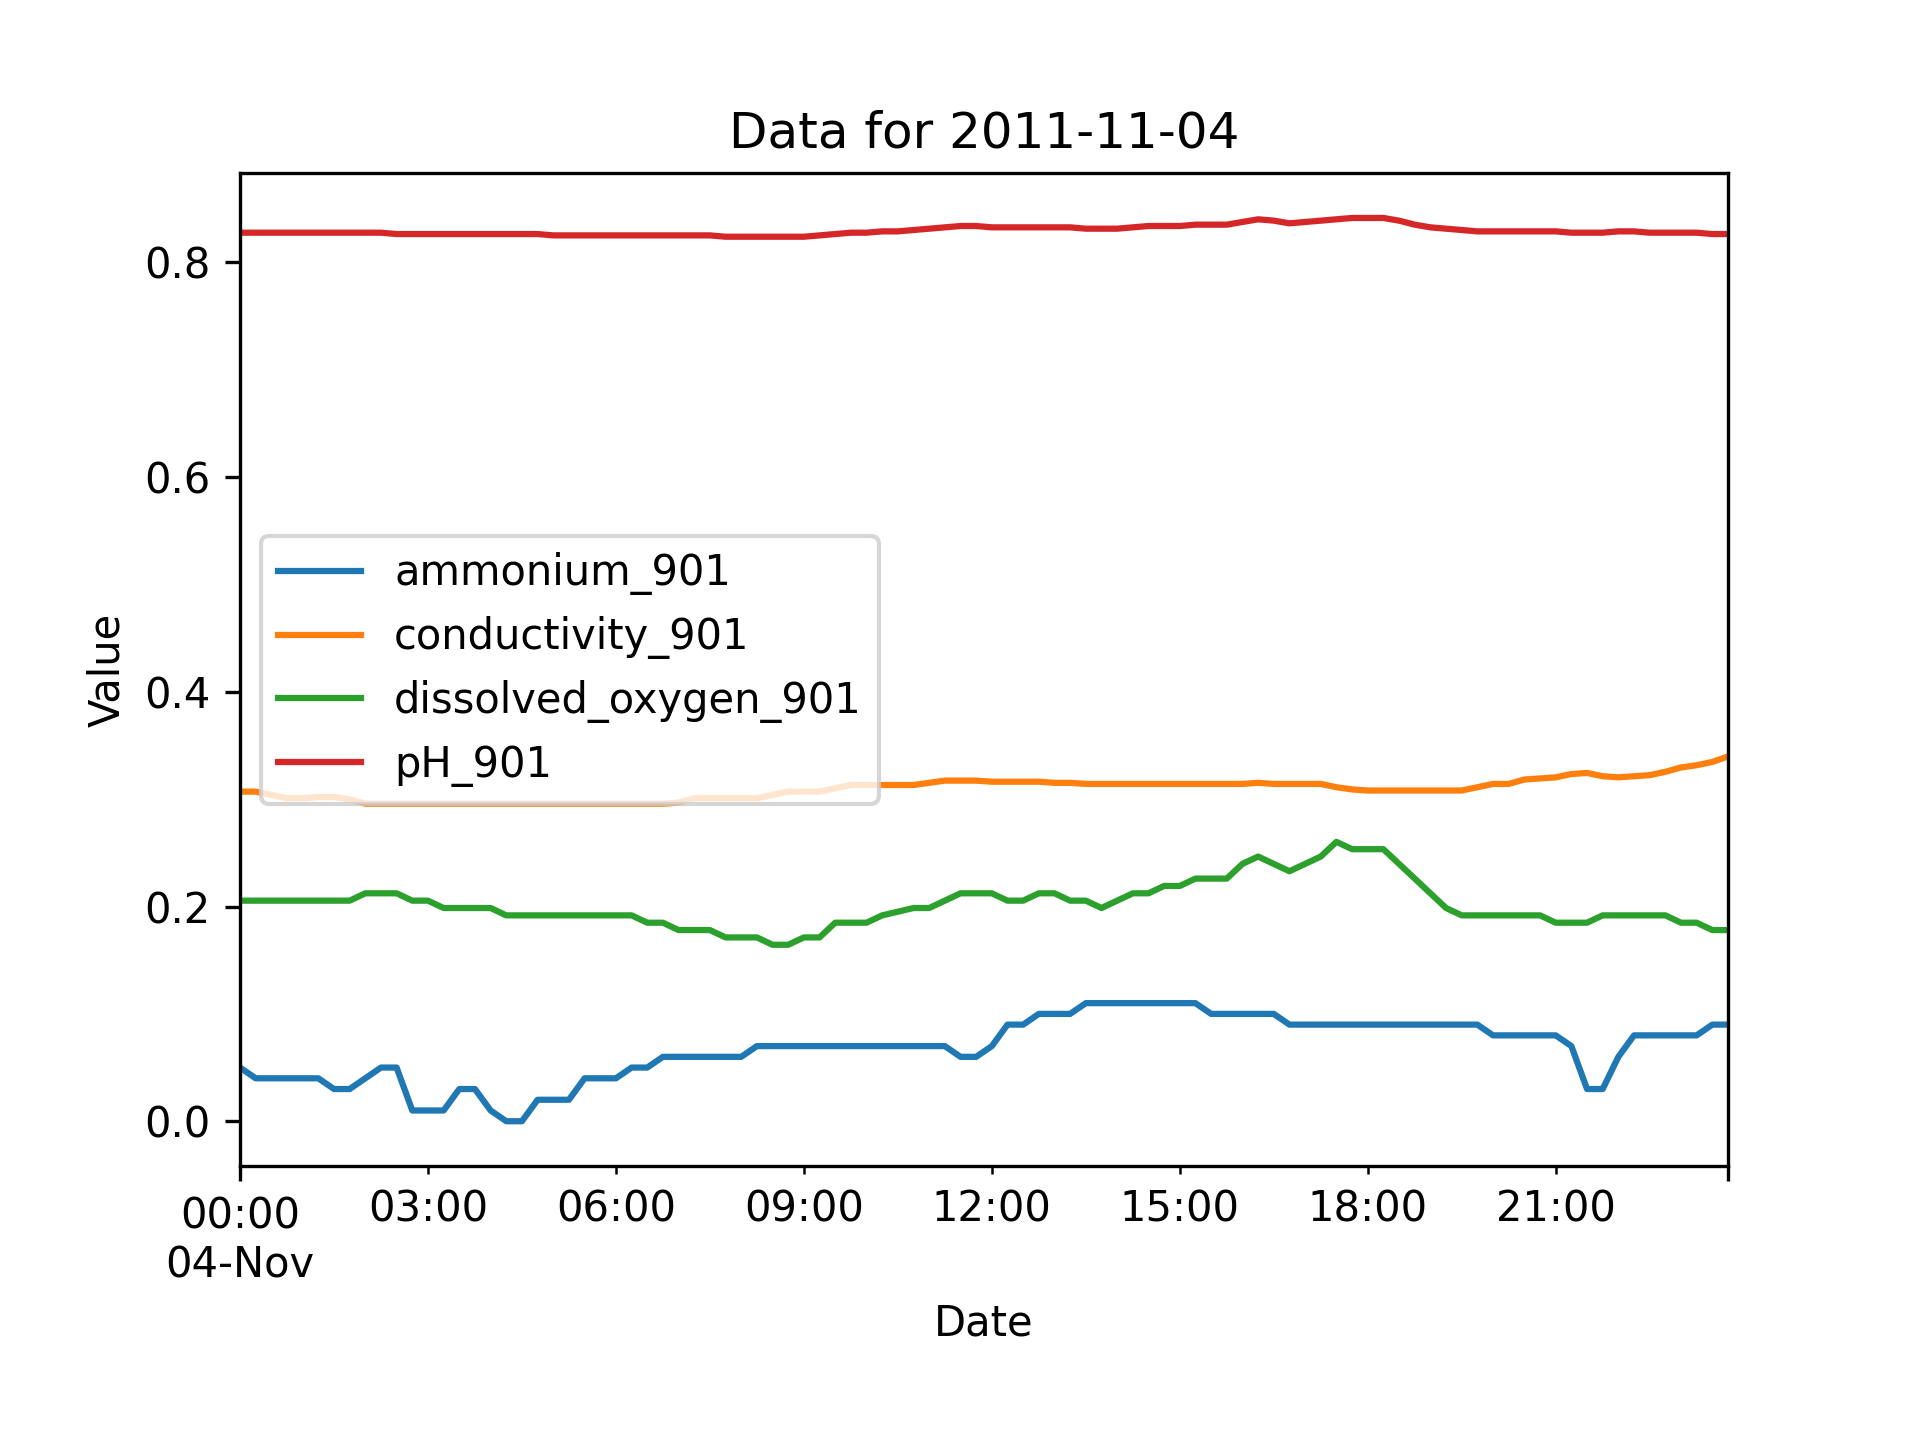 Data for 2011-11-04
Value
0.8
0.6
0.4
0.2
0.0
ammonium_901
conductivity_901
dissolved_oxygen_901
pH_901
00:00 03:00 06:00 09:00 12:00 15:00 18:00 21:00
04-Nov
Date